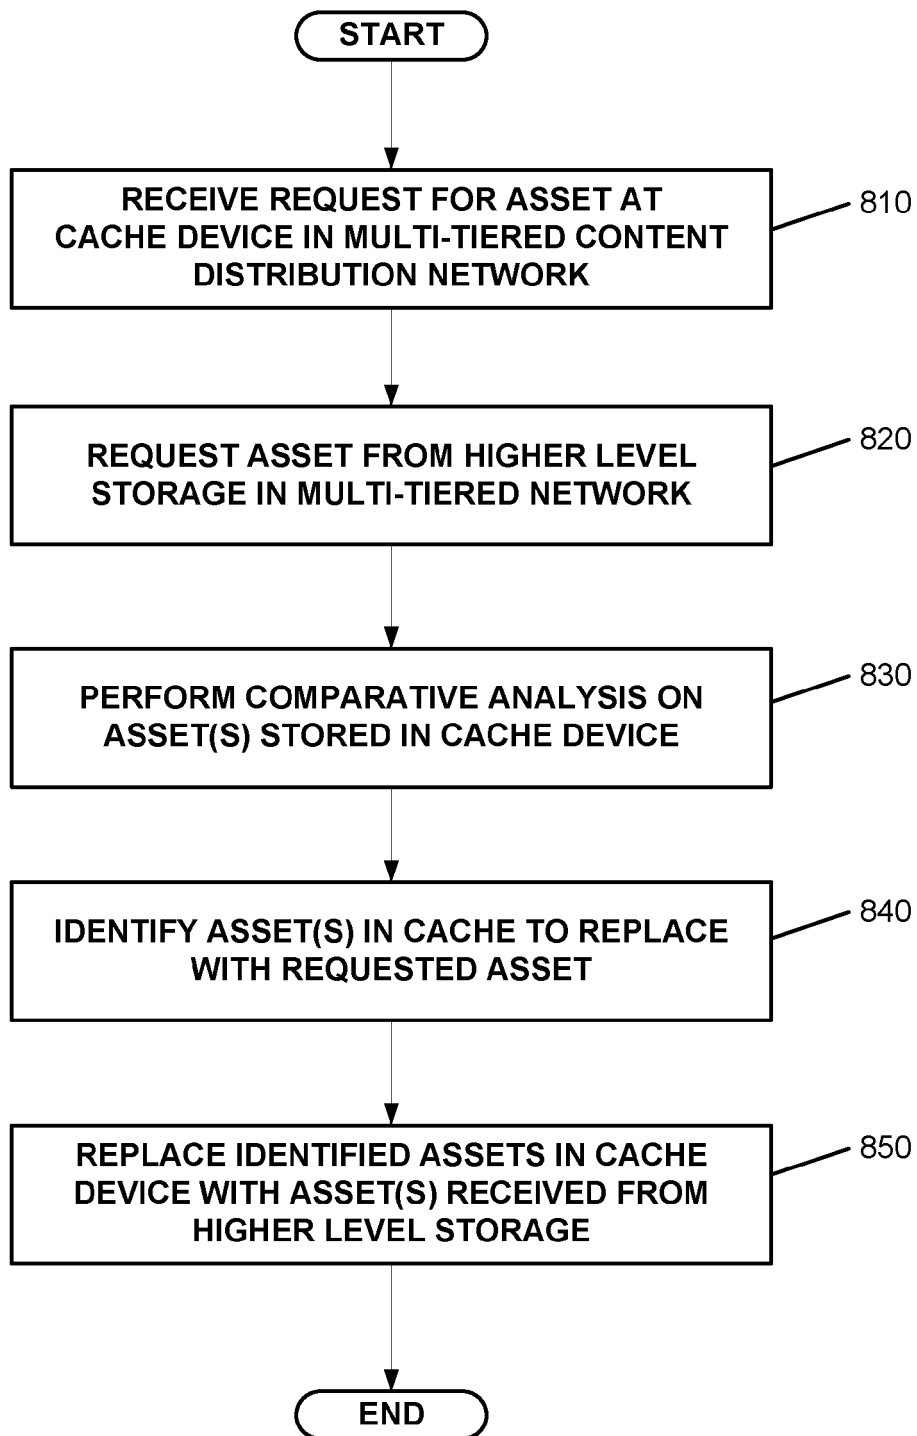 START
RECEIVE REQUEST FOR ASSET AT
CACHE DEVICE IN MULTI-TIERED CONTENT
DISTRIBUTION NETWORK
810
REQUEST ASSET FROM HIGHER LEVEL
STORAGE IN MULTI-TIERED NETWORK
820
PERFORM COMPARATIVE ANALYSIS ON
ASSET(S) STORED IN CACHE DEVICE
830
IDENTIFY ASSET(S) IN CACHE TO REPLACE
WITH REQUESTED ASSET
840
REPLACE IDENTIFIED ASSETS IN CACHE
DEVICE WITH ASSET(S) RECEIVED FROM
HIGHER LEVEL STORAGE
850
END